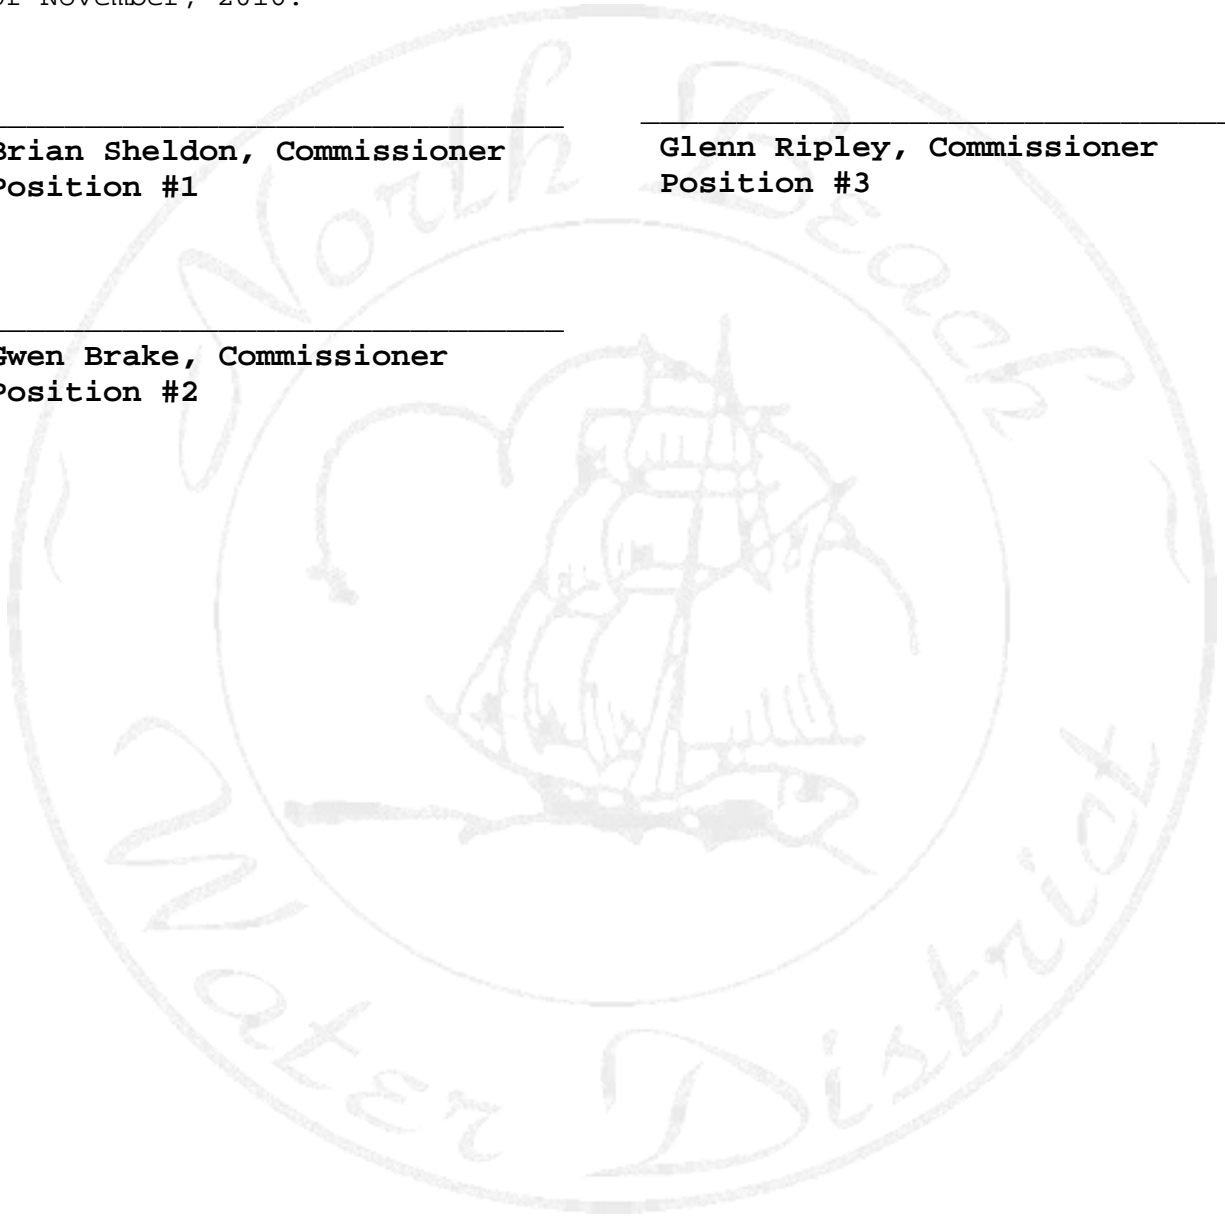 of November, 2010.
Brian Sheldon, Commissioner
Position #1
Glenn Ripley, Commissioner
Position #3
Gwen Brake, Commissioner
Position #2
North Beach
Water District